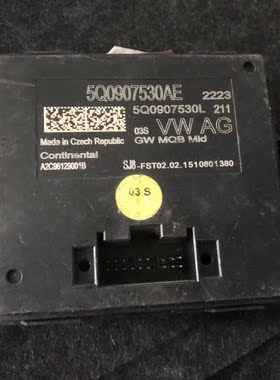 5Q0907530AE 2223
5Q0907530L 211
03S VW AG
Made in Czech Republic GW MQB Mid
Continental
A2C96129001B SJ8-FST02.02.1510801380
03 S